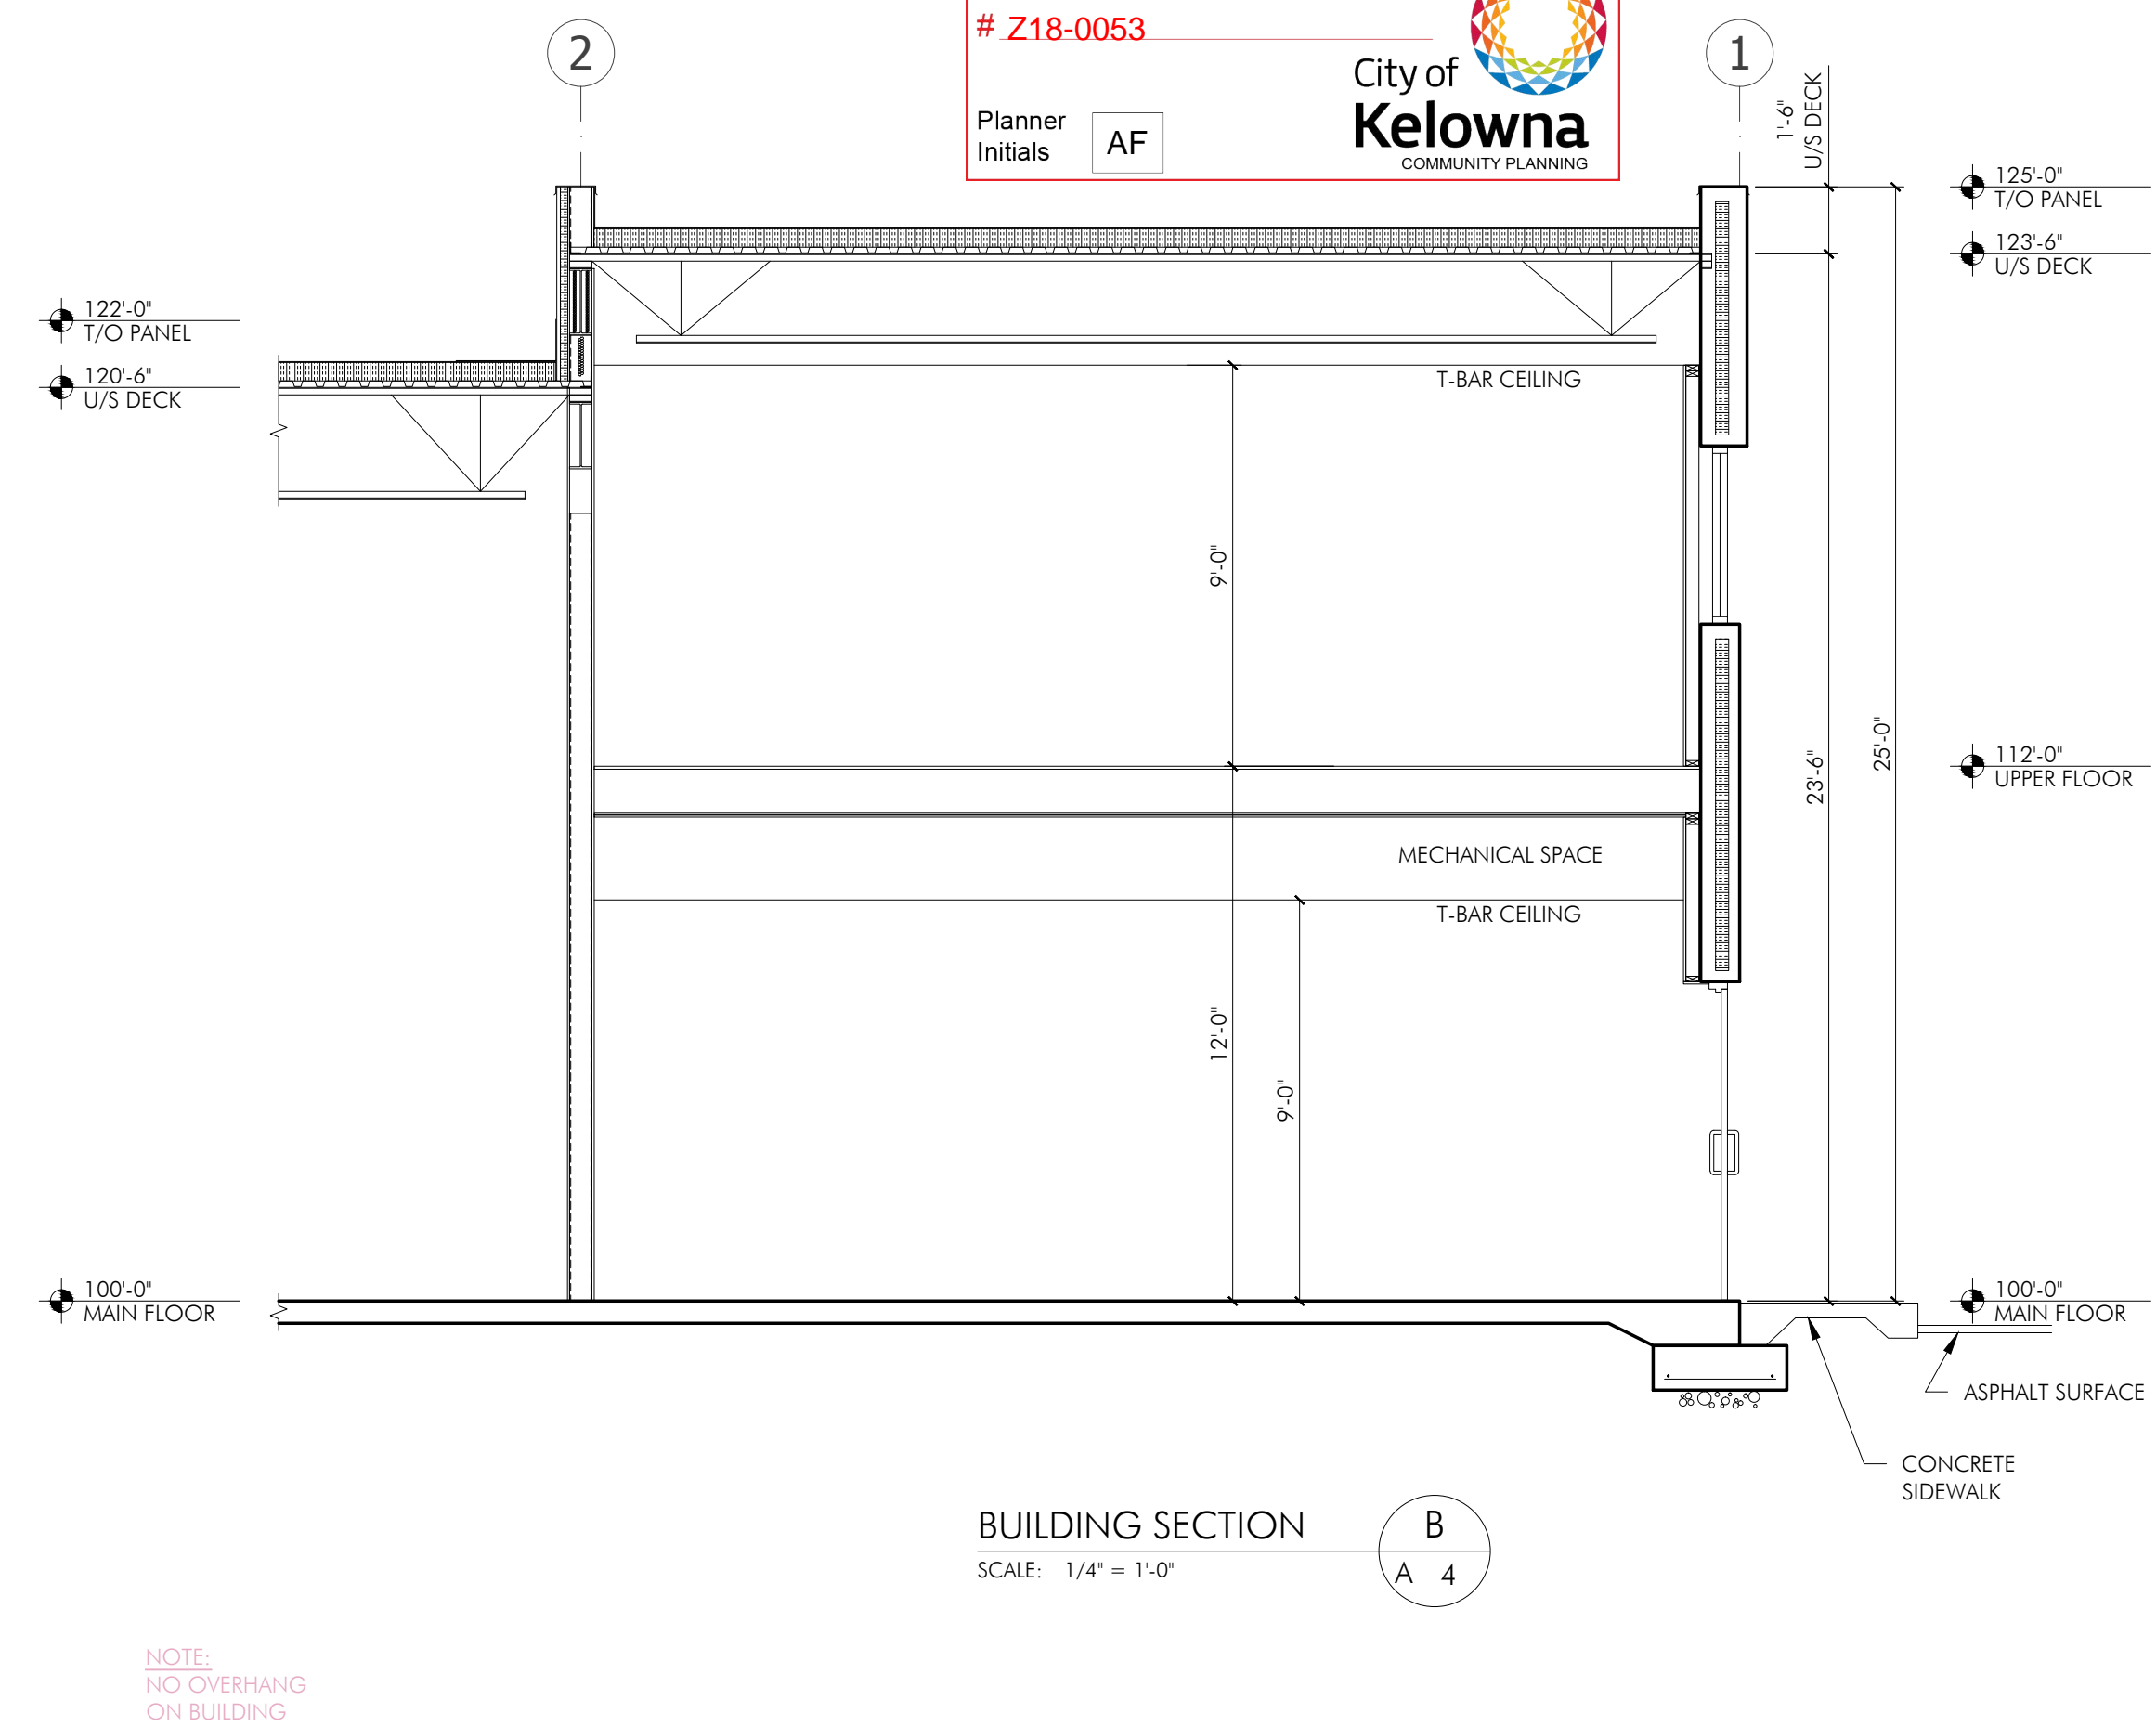 # Z18-0053
City of
Kelowna
COMMUNITY PLANNING
Planner
Initials
AF
2
1
1'-6"
U/S DECK
125'-0"
T/O PANEL
123'-6"
U/S DECK
122'-0"
T/O PANEL
120'-6"
U/S DECK
T-BAR CEILING
9'-0"
23'-6"
25'-0"
112'-0"
UPPER FLOOR
MECHANICAL SPACE
T-BAR CEILING
12'-0"
9'-0"
100'-0"
MAIN FLOOR
100'-0"
MAIN FLOOR
ASPHALT SURFACE
CONCRETE
SIDEWALK
BUILDING SECTION
SCALE: 1/4" = 1'-0"
B
A 4
NOTE:
NO OVERHANG
ON BUILDING